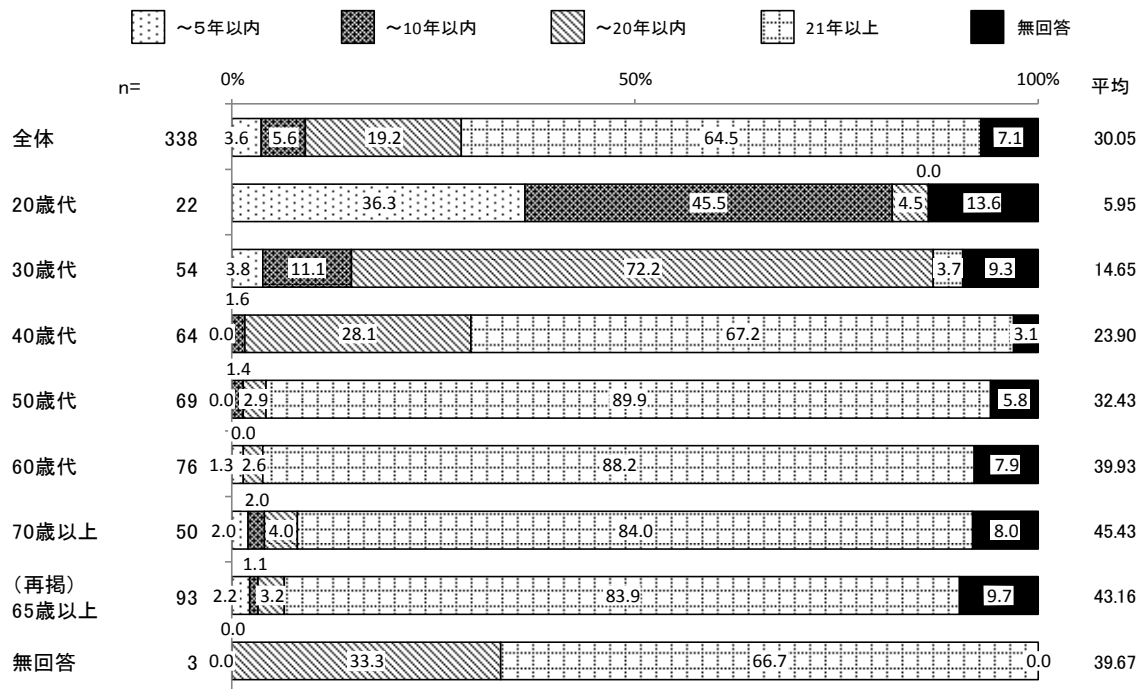 ～5年以内 ～10年以内 ～20年以内 21年以上 無回答
n= 0% 50% 100% 平均
全体 338 3.6 5.6 19.2 64.5 7.1 30.05
0.0
20歳代 22 36.3 45.5 4.5 13.6 5.95
30歳代 54 3.8 11.1 72.2 3.7 9.3 14.65
1.6
40歳代 64 0.0 28.1 67.2 3.1 23.90
1.4
50歳代 69 0.0 2.9 89.9 5.8 32.43
0.0
60歳代 76 1.3 2.6 88.2 7.9 39.93
2.0
70歳以上 50 2.0 4.0 84.0 8.0 45.43
1.1
（再掲）
65歳以上 93 2.2 3.2 83.9 9.7 43.16
0.0
無回答 3 0.0 33.3 66.7 0.0 39.67